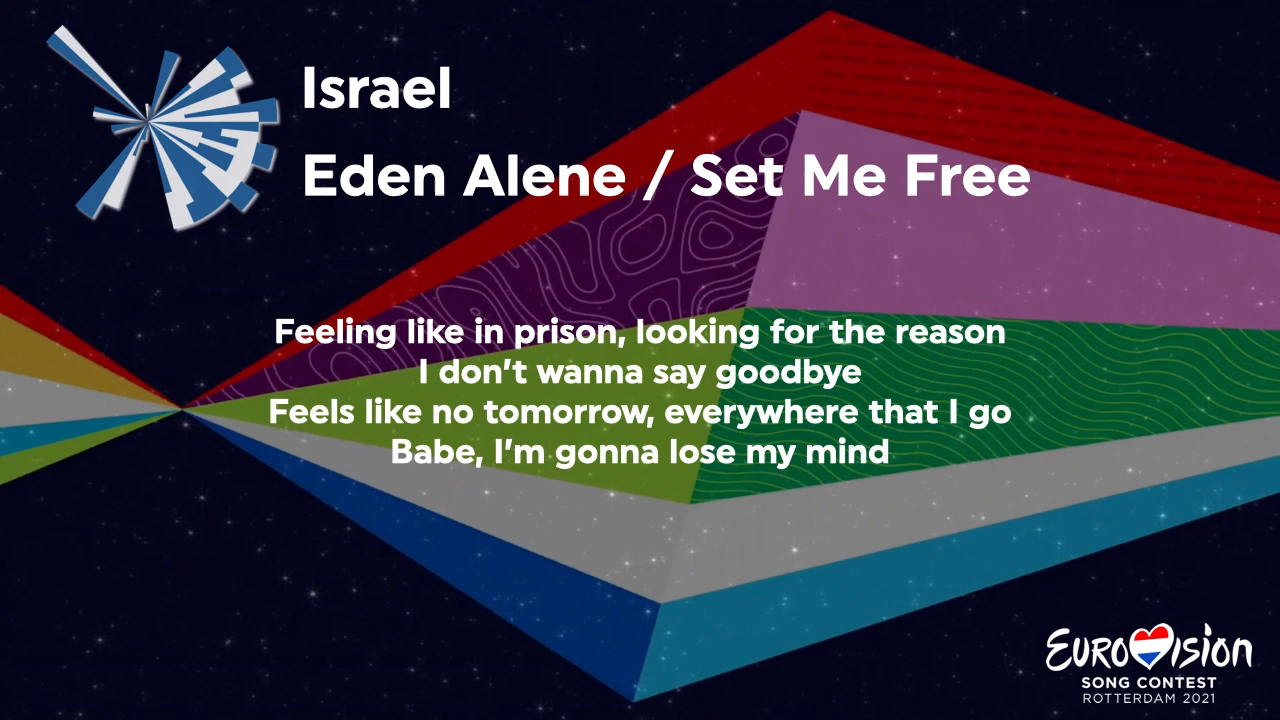 Israel
Eden Alene / Set Me Free
Feeling like in prison, looking for the reason
I don't wanna say goodbye
Feels like no tomorrow, everywhere that I go
Babe, I'm gonna lose my mind
EUROVISION
SONG CONTEST
ROTTERDAM 2021